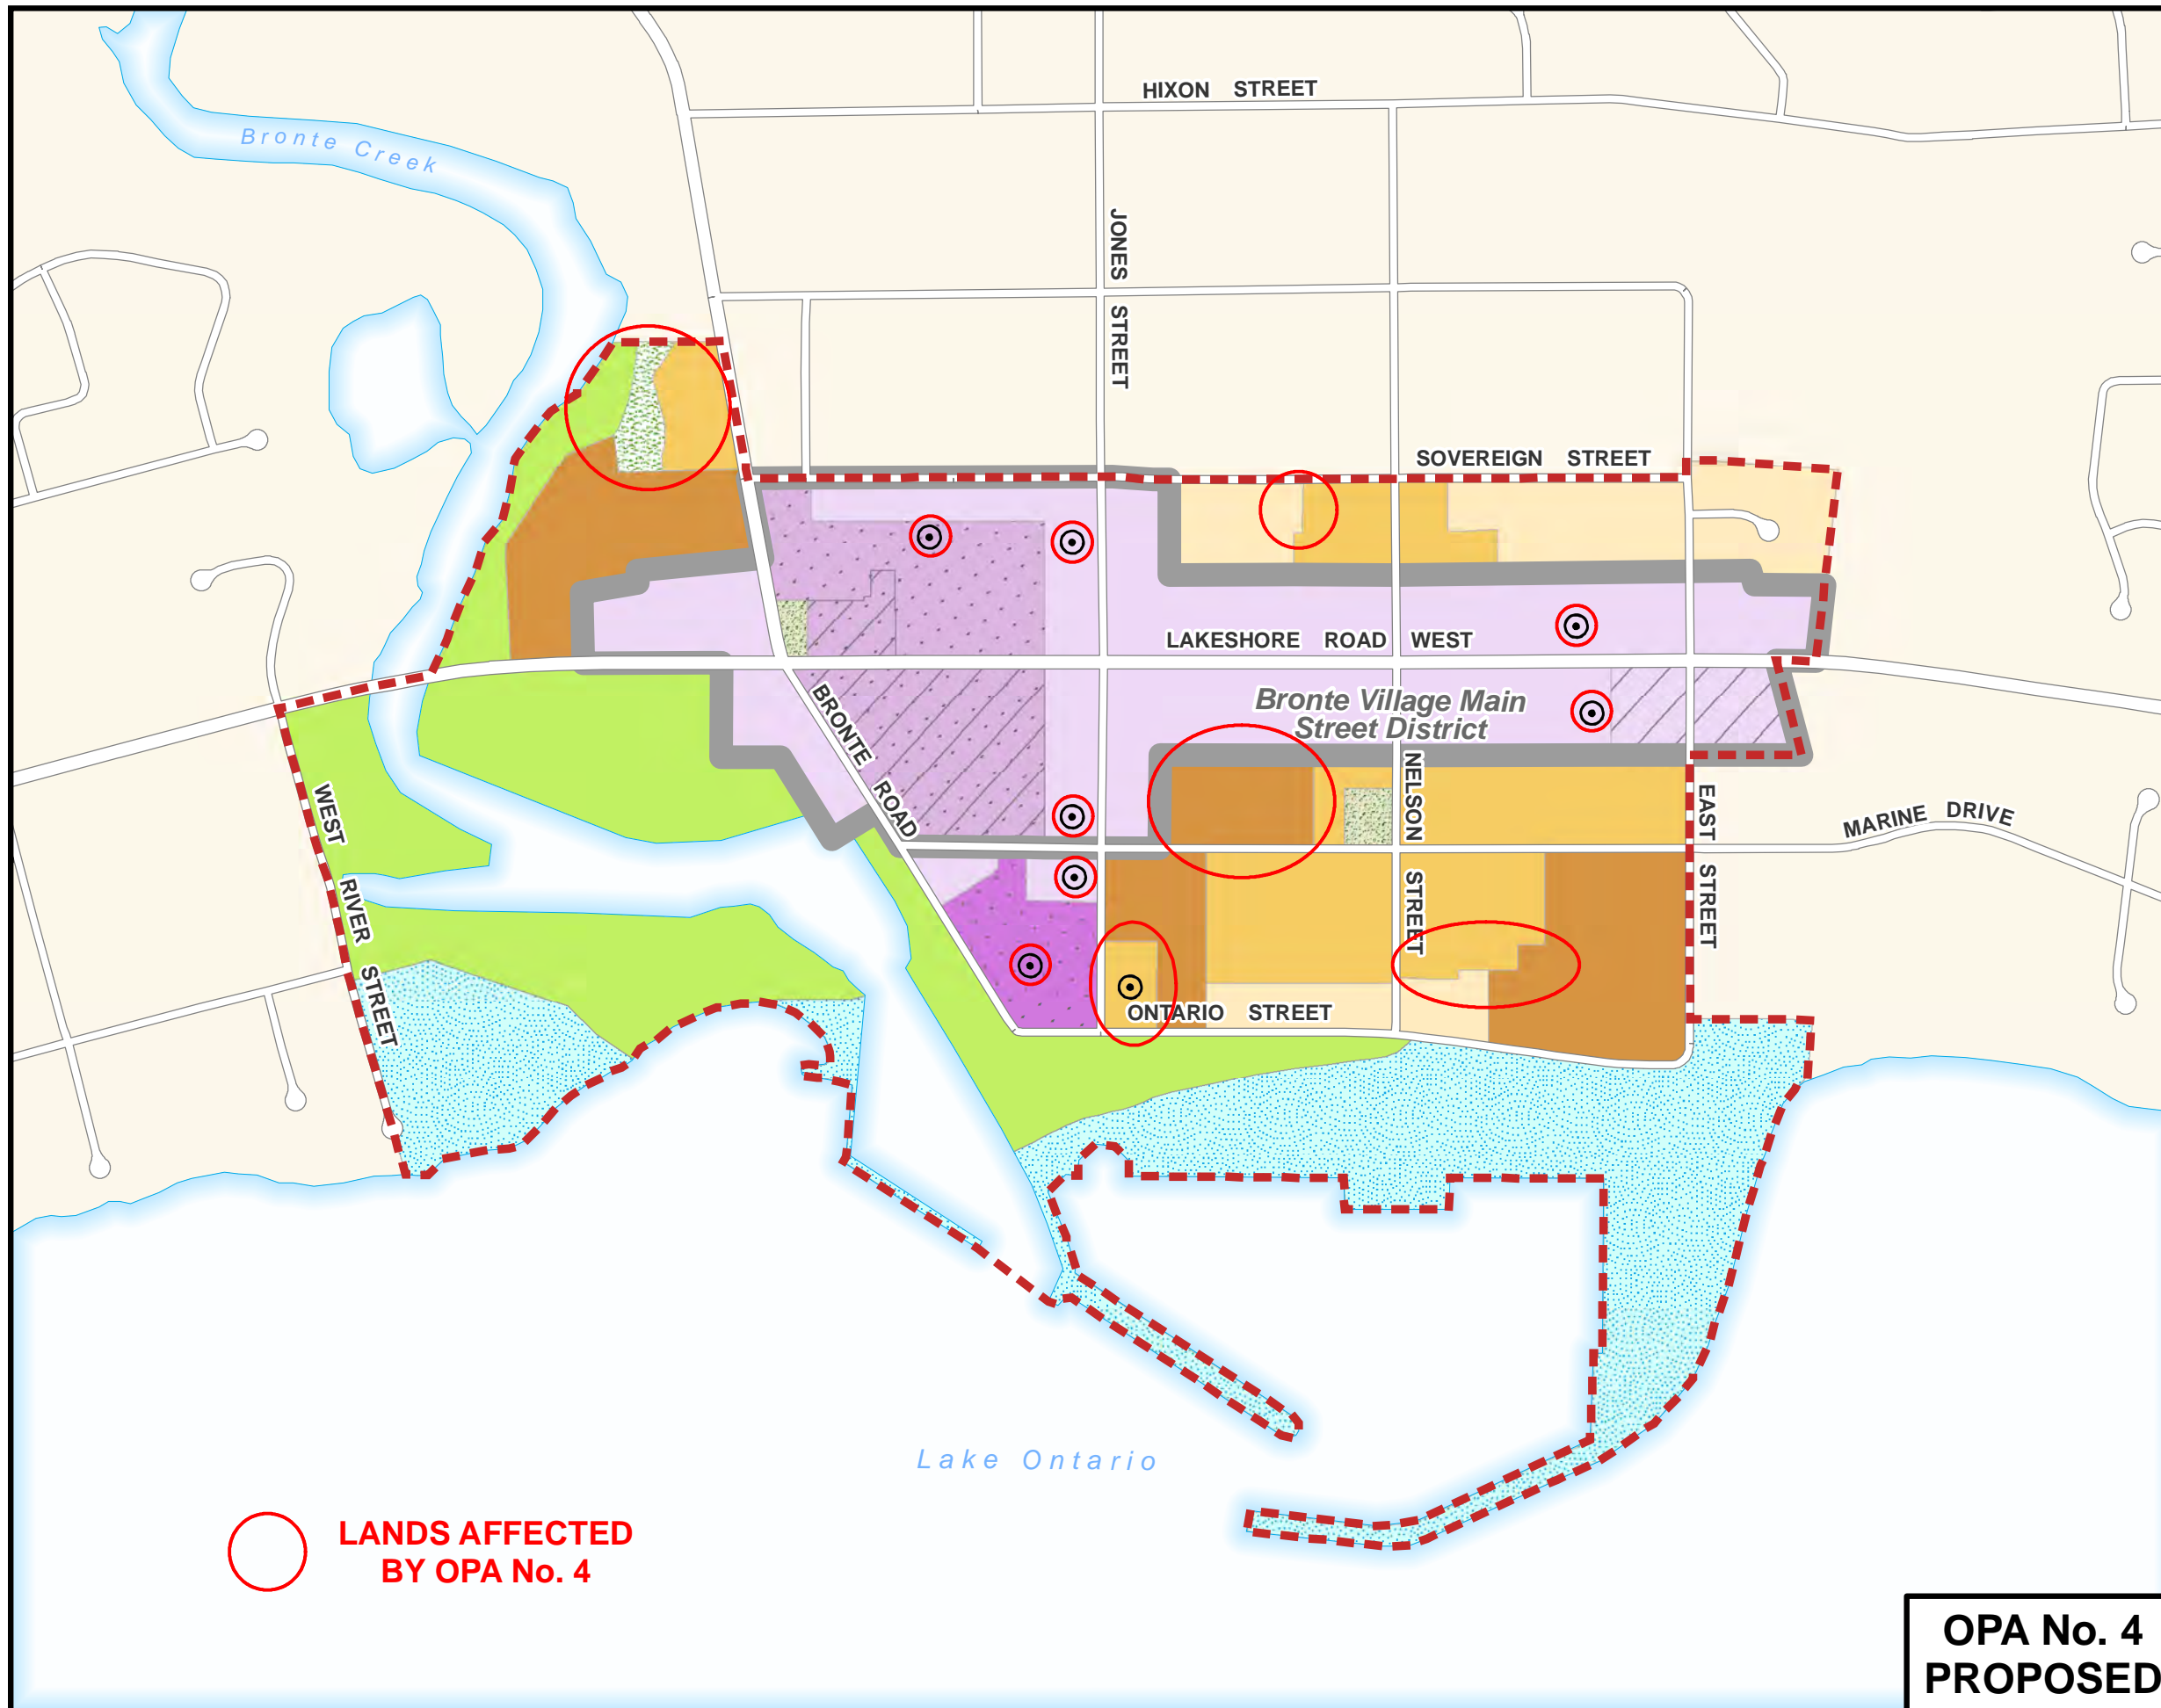 HIXON STREET
Bronte Creek
JONES STREET
SOVEREIGN STREET
LAKESHORE ROAD WEST
Bronte Village Main
Street District
BRONTE ROAD
NELSON STREET
EAST STREET
MARINE DRIVE
WEST RIVER STREET
ONTARIO STREET
Lake Ontario
LANDS AFFECTED
BY OPA No. 4
OPA No. 4
PROPOSED